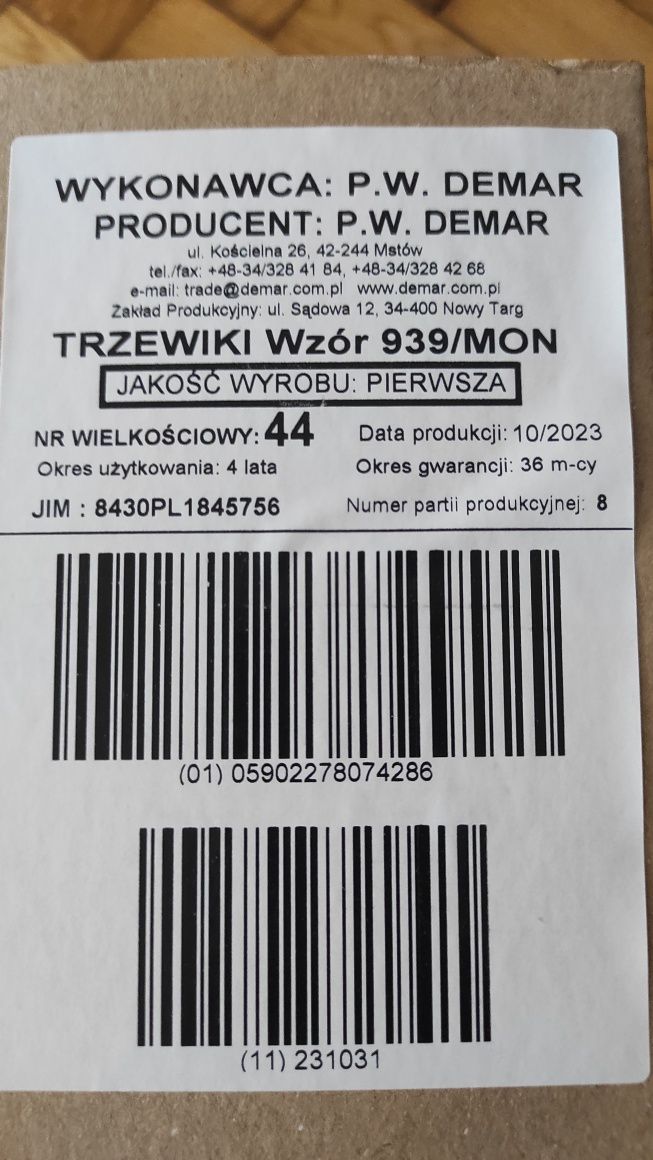 WYKONAWCA: P.W. DEMAR
PRODUCENT: P.W. DEMAR
ul. Kościelna 26, 42-244 Mstów
tel./fax: +48-34/328 41 84, +48-34/328 42 68
e-mail: trade@demar.com.pl www.demar.com.pl
Zakład Produkcyjny: ul. Sądowa 12, 34-400 Nowy Targ
TRZEWIKI Wzór 939/MON
JAKOŚĆ WYROBU: PIERWSZA
NR WIELKOŚCIOWY: 44 Data produkcji: 10/2023
Okres użytkowania: 4 lata Okres gwarancji: 36 m-cy
JIM : 8430PL1845756 Numer partii produkcyjnej: 8
(01) 05902278074286
(11) 231031